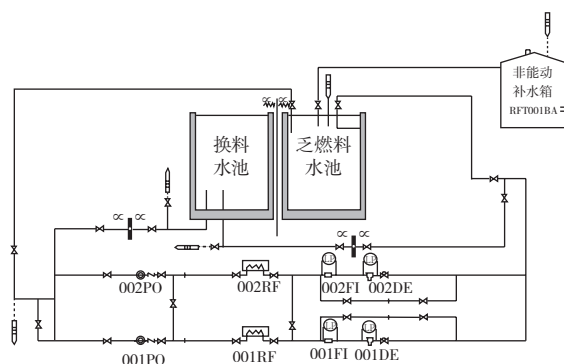 非能动
补水箱
RFT001BA
换料
水池
乏燃料
水池
002PO
002RF
002FI
002DE
001PO
001RF
001FI
001DE